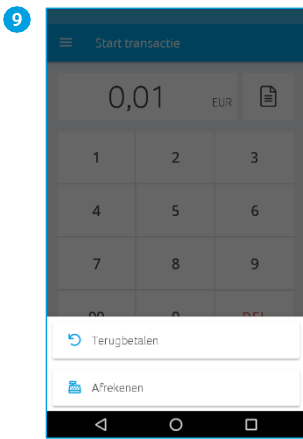 9
Start transactie
0,01 EUR
1 2 3
4 5 6
7 8 9
00 0 DEL
Terugbetalen
Afrekenen